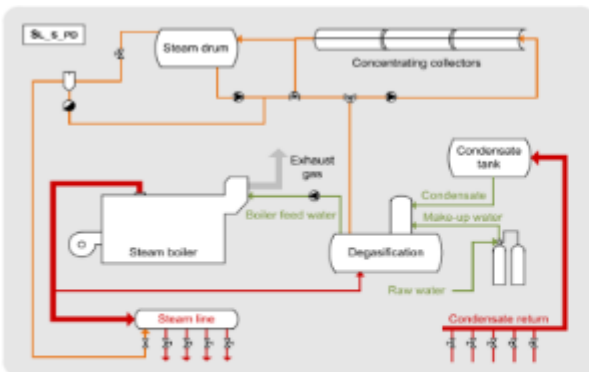 SL_S_PD
Steam drum
Concentrating collectors
Exhaust
gas
Condensate
tank
Condensate
Boiler feed water
Make-up water
Steam boiler
Degasification
Raw water
Steam line
Condensate return